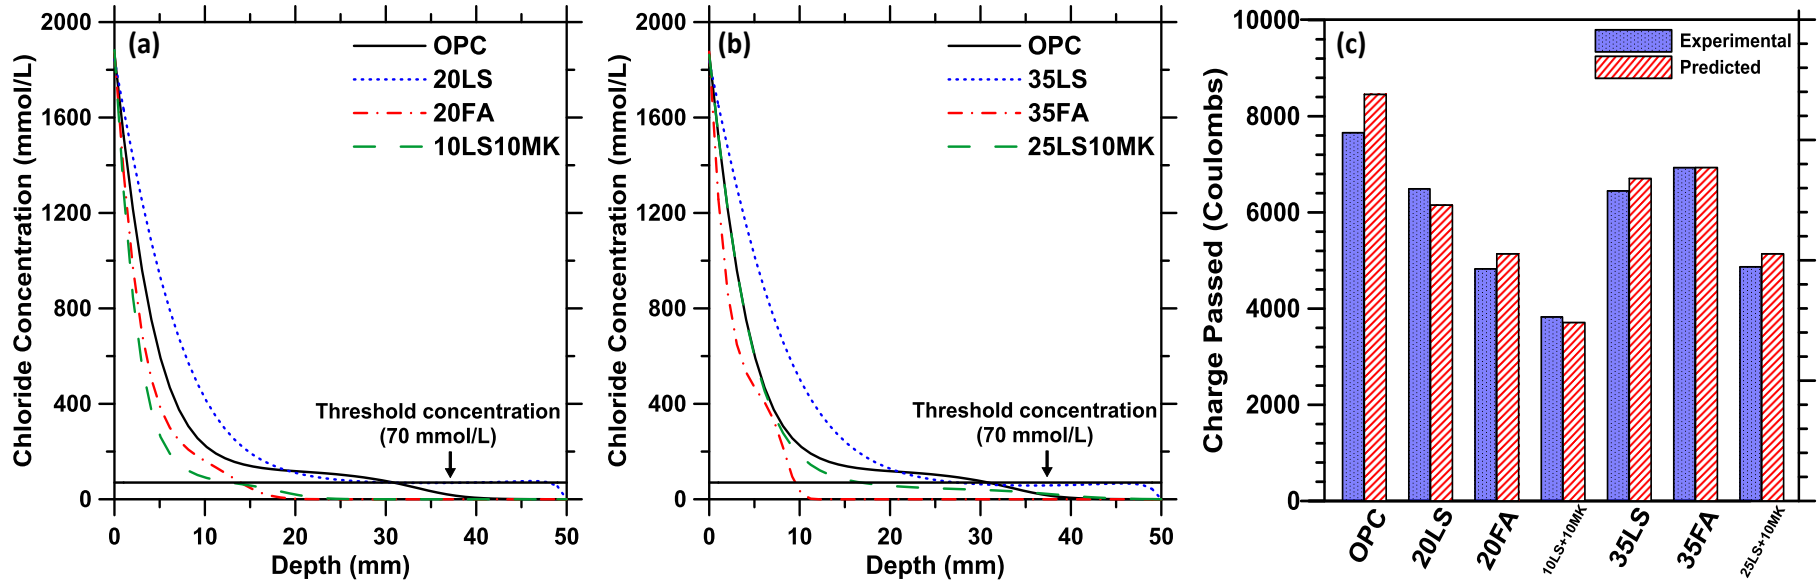 (a)
OPC
20LS
20FA
10LS10MK
Threshold concentration
(70 mmol/L)
Chloride Concentration (mmol/L)
2000
1600
1200
800
400
0
0 10 20 30 40 50
Depth (mm)
(b)
OPC
35LS
35FA
25LS10MK
Threshold concentration
(70 mmol/L)
Chloride Concentration (mmol/L)
2000
1600
1200
800
400
0
0 10 20 30 40 50
Depth (mm)
(c)
Experimental
Predicted
Charge Passed (Coulombs)
10000
8000
6000
4000
2000
0
OPC
20LS
20FA
10LS+10MK
35LS
35FA
25LS+10MK